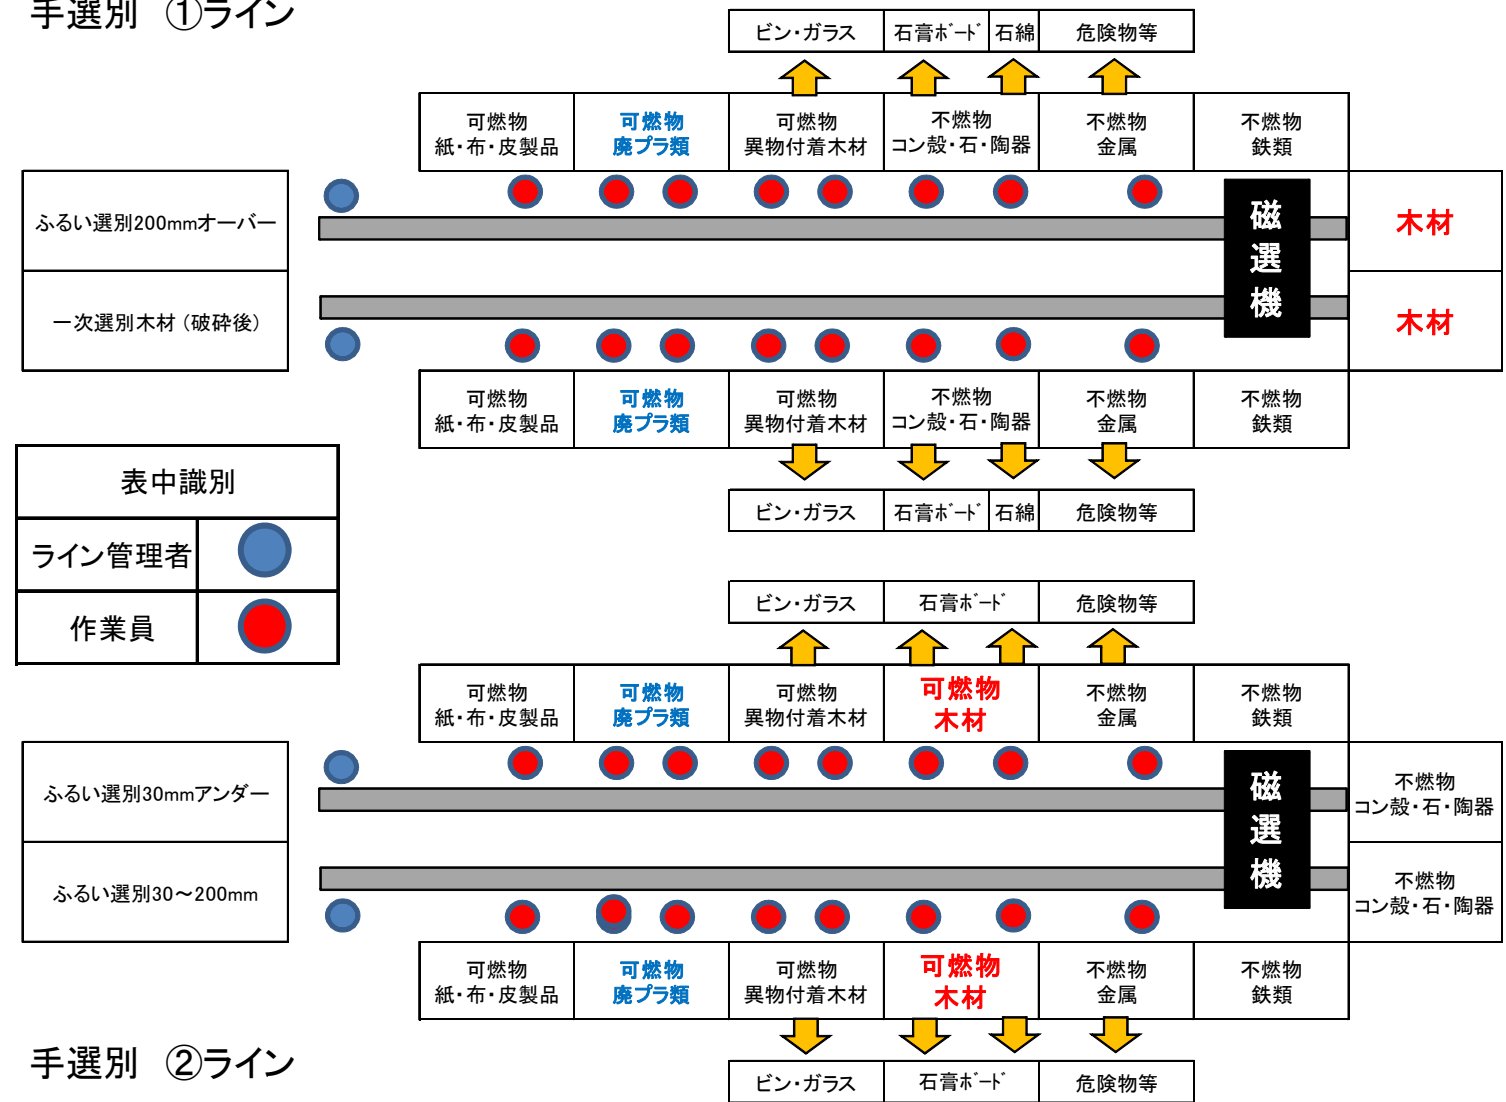 手選別 ①ライン
ビン・ガラス
石膏ﾎﾞｰﾄﾞ
石綿
危険物等
可燃物
紙・布・皮製品
可燃物
廃プラ類
可燃物
異物付着木材
不燃物
コン殻・石・陶器
不燃物
金属
不燃物
鉄類
ふるい選別200mmオーバー
磁選機
木材
一次選別木材（破砕後）
木材
可燃物
紙・布・皮製品
可燃物
廃プラ類
可燃物
異物付着木材
不燃物
コン殻・石・陶器
不燃物
金属
不燃物
鉄類
ビン・ガラス
石膏ﾎﾞｰﾄﾞ
石綿
危険物等
表中識別
ライン管理者
作業員
ビン・ガラス
石膏ﾎﾞｰﾄﾞ
危険物等
可燃物
紙・布・皮製品
可燃物
廃プラ類
可燃物
異物付着木材
可燃物
木材
不燃物
金属
不燃物
鉄類
ふるい選別30mmアンダー
磁選機
不燃物
コン殻・石・陶器
ふるい選別30～200mm
不燃物
コン殻・石・陶器
可燃物
紙・布・皮製品
可燃物
廃プラ類
可燃物
異物付着木材
可燃物
木材
不燃物
金属
不燃物
鉄類
手選別 ②ライン
ビン・ガラス
石膏ﾎﾞｰﾄﾞ
危険物等